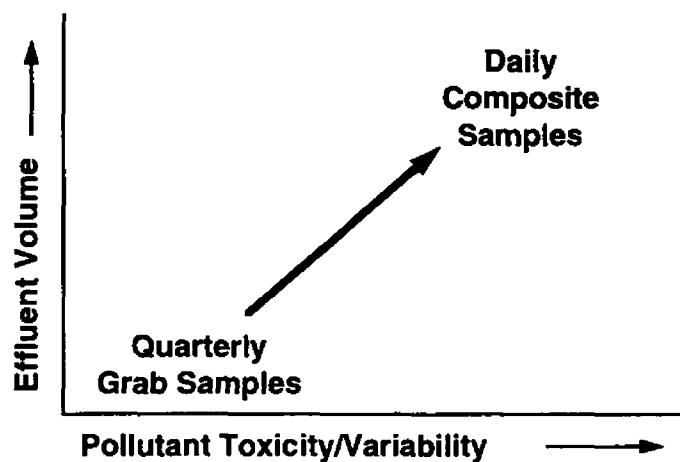 Effluent Volume
Daily
Composite
Samples
Quarterly
Grab Samples
Pollutant Toxicity/Variability